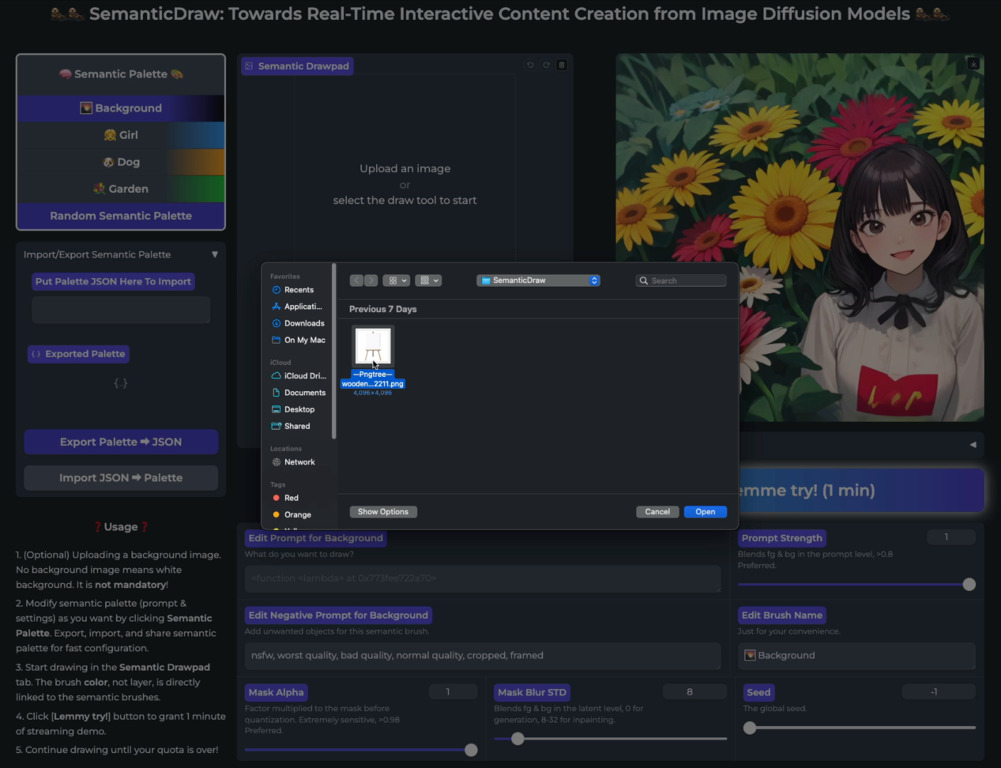 SemanticDraw: Towards Real-Time Interactive Content Creation from Image Diffusion Models
Semantic Palette
Background
Girl
Dog
Garden
Random Semantic Palette
Import/Export Semantic Palette
Put Palette JSON Here To Import
Exported Palette
{..}
Export Palette ➡ JSON
Import JSON ➡ Palette
❓Usage❓
1. (Optional) Uploading a background image.
No background image means white
background. It is not mandatory!
2. Modify semantic palette (prompt &
settings) as you want by clicking Semantic
Palette. Export, import, and share semantic
palette for fast configuration.
3. Start drawing in the Semantic Drawpad
tab. The brush color, not layer, is directly
linked to the semantic brushes.
4. Click [Lemmy try!] button to grant 1 minute
of streaming demo.
5. Continue drawing until your quota is over!
Semantic Drawpad
Upload an image
or
select the draw tool to start
Favorites
Recents
Applicati...
Downloads
On My Mac
iCloud
iCloud Dri...
Documents
Desktop
Shared
Locations
Network
Tags
Red
Orange
SemanticDraw
Search
Previous 7 Days
—Pngtree—
wooden...2211.png
4,096×4,096
Show Options
Cancel
Open
emme try! (1 min)
Edit Prompt for Background
What do you want to draw?
<function <lambda> at 0x773fee722a70>
Prompt Strength
1
Blends fg & bg in the prompt level, >0.8
Preferred.
Edit Negative Prompt for Background
Add unwanted objects for this semantic brush.
nsfw, worst quality, bad quality, normal quality, cropped, framed
Edit Brush Name
Just for your convenience.
Background
Mask Alpha
1
Factor multiplied to the mask before
quantization. Extremely sensitive, >0.98
Preferred.
Mask Blur STD
8
Blends fg & bg in the latent level, 0 for
generation, 8-32 for inpainting.
Seed
-1
The global seed.